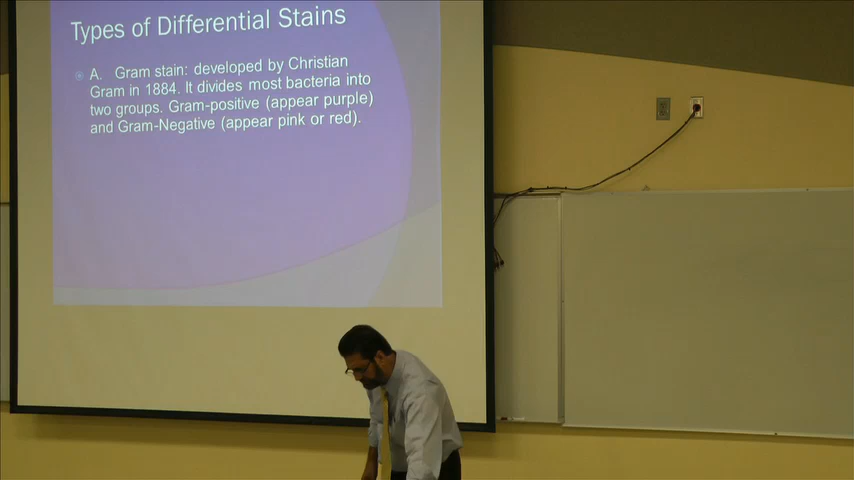 Types of Differential Stains
A. Gram stain: developed by Christian
Gram in 1884. It divides most bacteria into
two groups. Gram-positive (appear purple)
and Gram-Negative (appear pink or red).